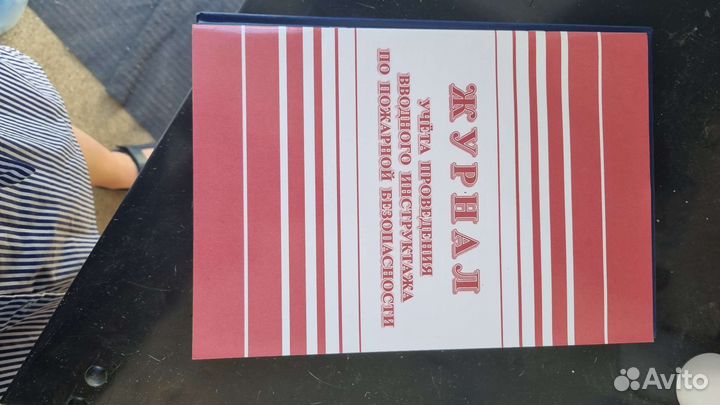 ЖУРНАЛ
УЧЁТА ПРОВЕДЕНИЯ
ВВОДНОГО ИНСТРУКТАЖА
ПО ПОЖАРНОЙ БЕЗОПАСНОСТИ
Avito